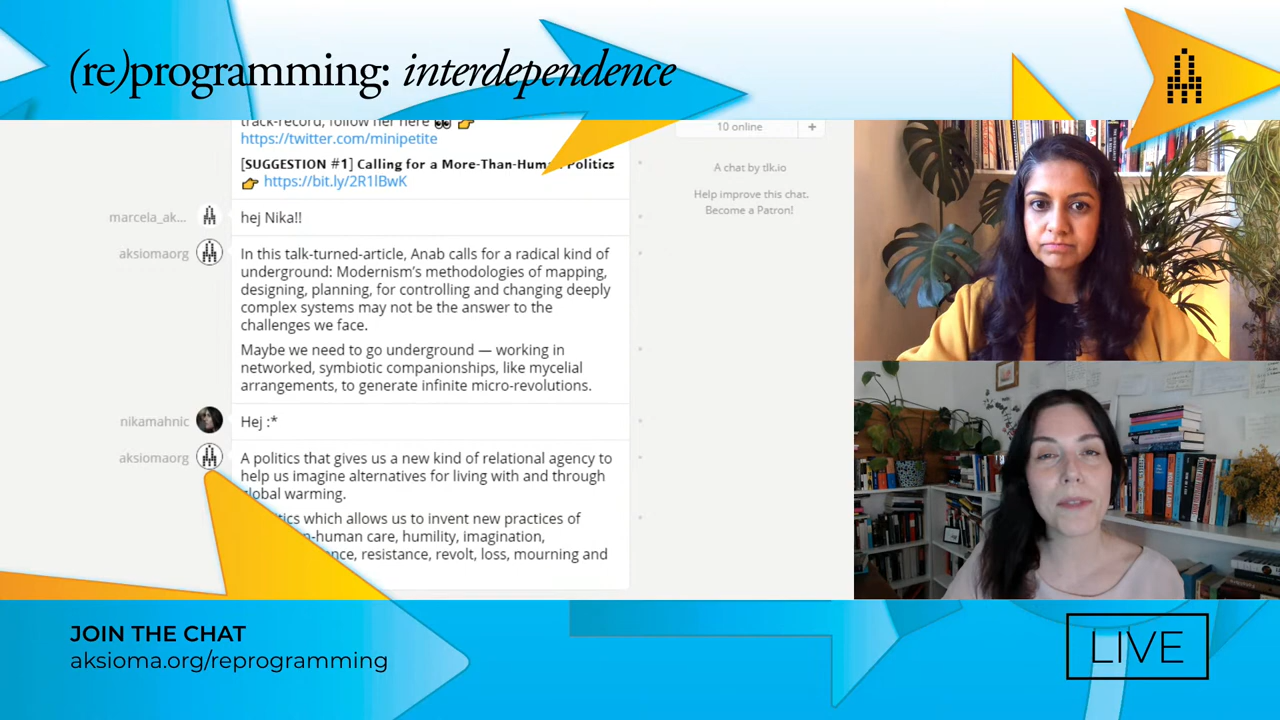 (re)programming: interdependence
track-record, follow her here 👀 👉
https://twitter.com/minipetite
[SUGGESTION #1] Calling for a More-Than-Human Politics
👉 https://bit.ly/2R1lBwK
marcela_ak...
hej Nika!!
aksiomaorg
In this talk-turned-article, Anab calls for a radical kind of
underground: Modernism's methodologies of mapping,
designing, planning, for controlling and changing deeply
complex systems may not be the answer to the
challenges we face.
Maybe we need to go underground — working in
networked, symbiotic companionships, like mycelial
arrangements, to generate infinite micro-revolutions.
nikamahnic
Hej :*
aksiomaorg
A politics that gives us a new kind of relational agency to
help us imagine alternatives for living with and through
global warming.
which allows us to invent new practices of
human care, humility, imagination,
resistance, revolt, loss, mourning and
10 online
+
A chat by tlk.io
Help improve this chat.
Become a Patron!
JOIN THE CHAT
aksioma.org/reprogramming
LIVE